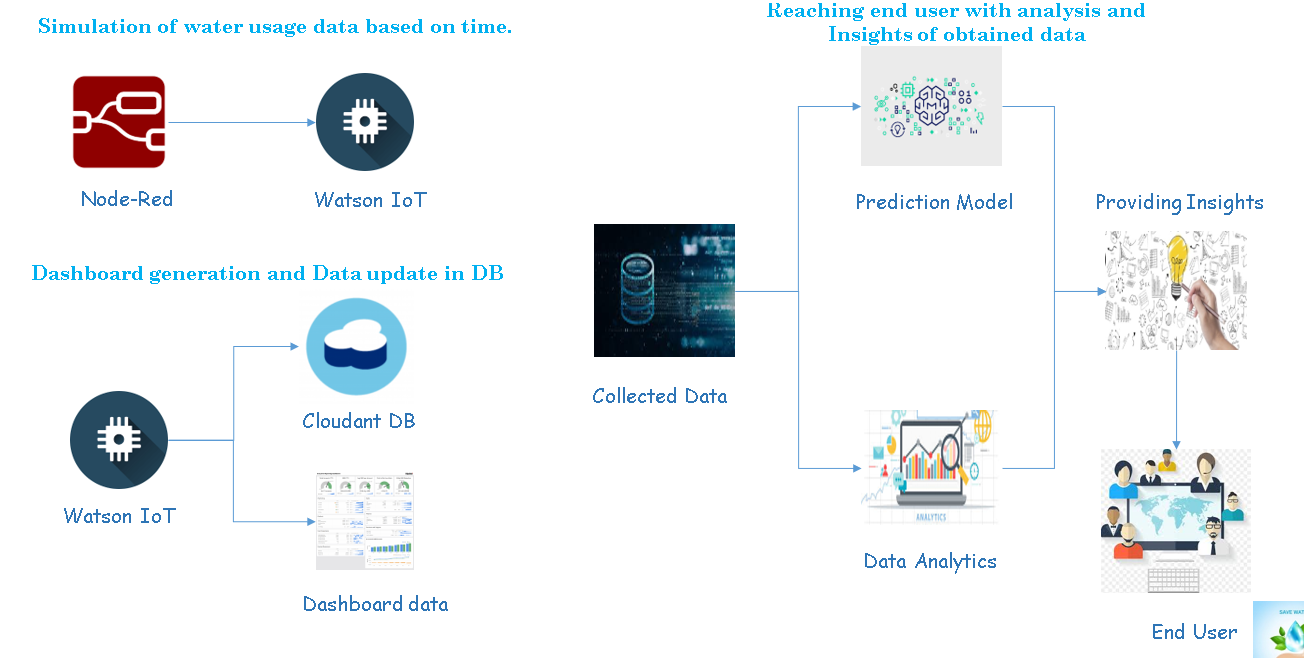 Simulation of water usage data based on time.
Node-Red
Watson IoT
Dashboard generation and Data update in DB
Cloudant DB
Watson IoT
Dashboard data
Reaching end user with analysis and
Insights of obtained data
Prediction Model
Providing Insights
Collected Data
ANALYTICS
Data Analytics
End User